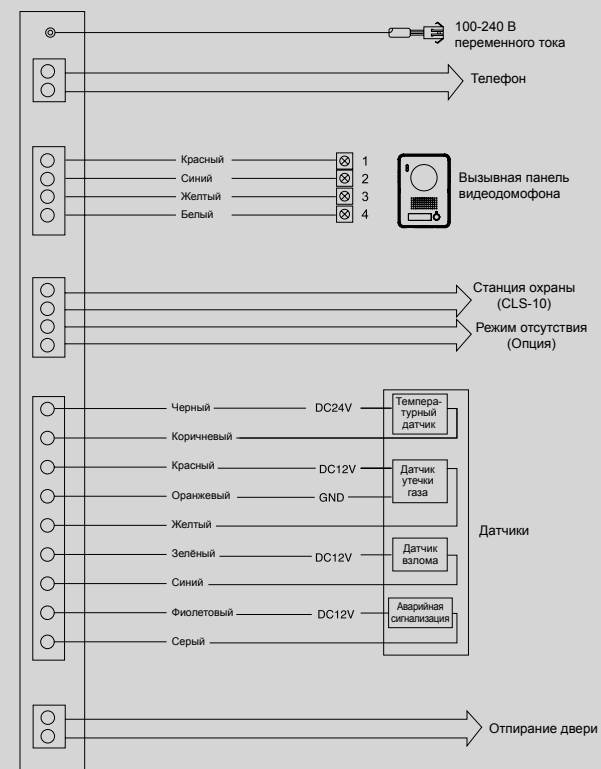 100-240 В
переменного тока
Телефон
Красный 1
Синий 2
Желтый 3
Белый 4
Вызывная панель
видеодомофона
Станция охраны
(CLS-10)
Режим отсутствия
(Опция)
Черный DC24V
Темпера-
турный
датчик
Коричневый
Красный DC12V
Датчик
утечки
газа
Оранжевый GND
Желтый
Датчики
Зелёный DC12V
Датчик
взлома
Синий
Фиолетовый DC12V
Аварийная
сигнализация
Серый
Отпирание двери